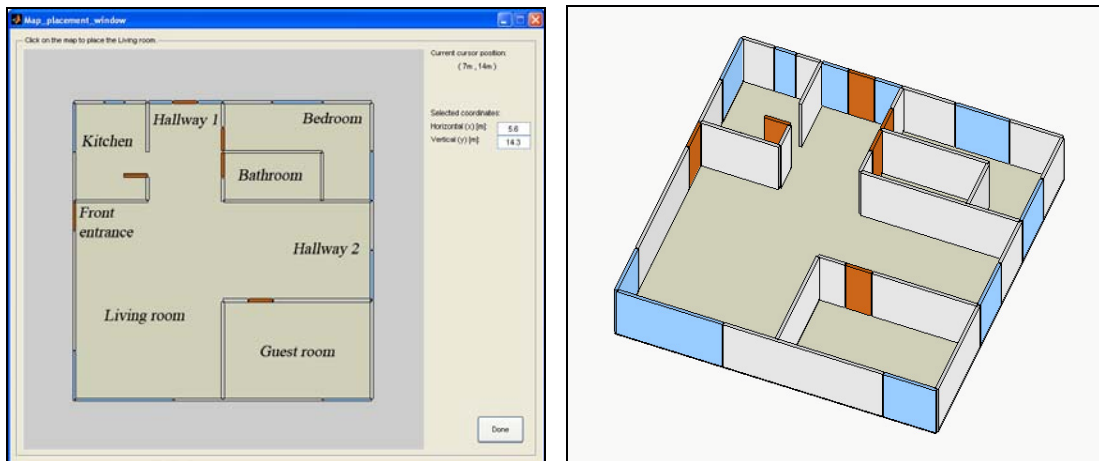 Map_placement_window
Click on the map to place the Living room.
Current cursor position:
( 7m , 14m )
Selected coordinates:
Horizontal (x) [m]:
5.6
Vertical (y) [m]:
14.3
Hallway 1
Bedroom
Kitchen
Bathroom
Front
entrance
Hallway 2
Living room
Guest room
Done